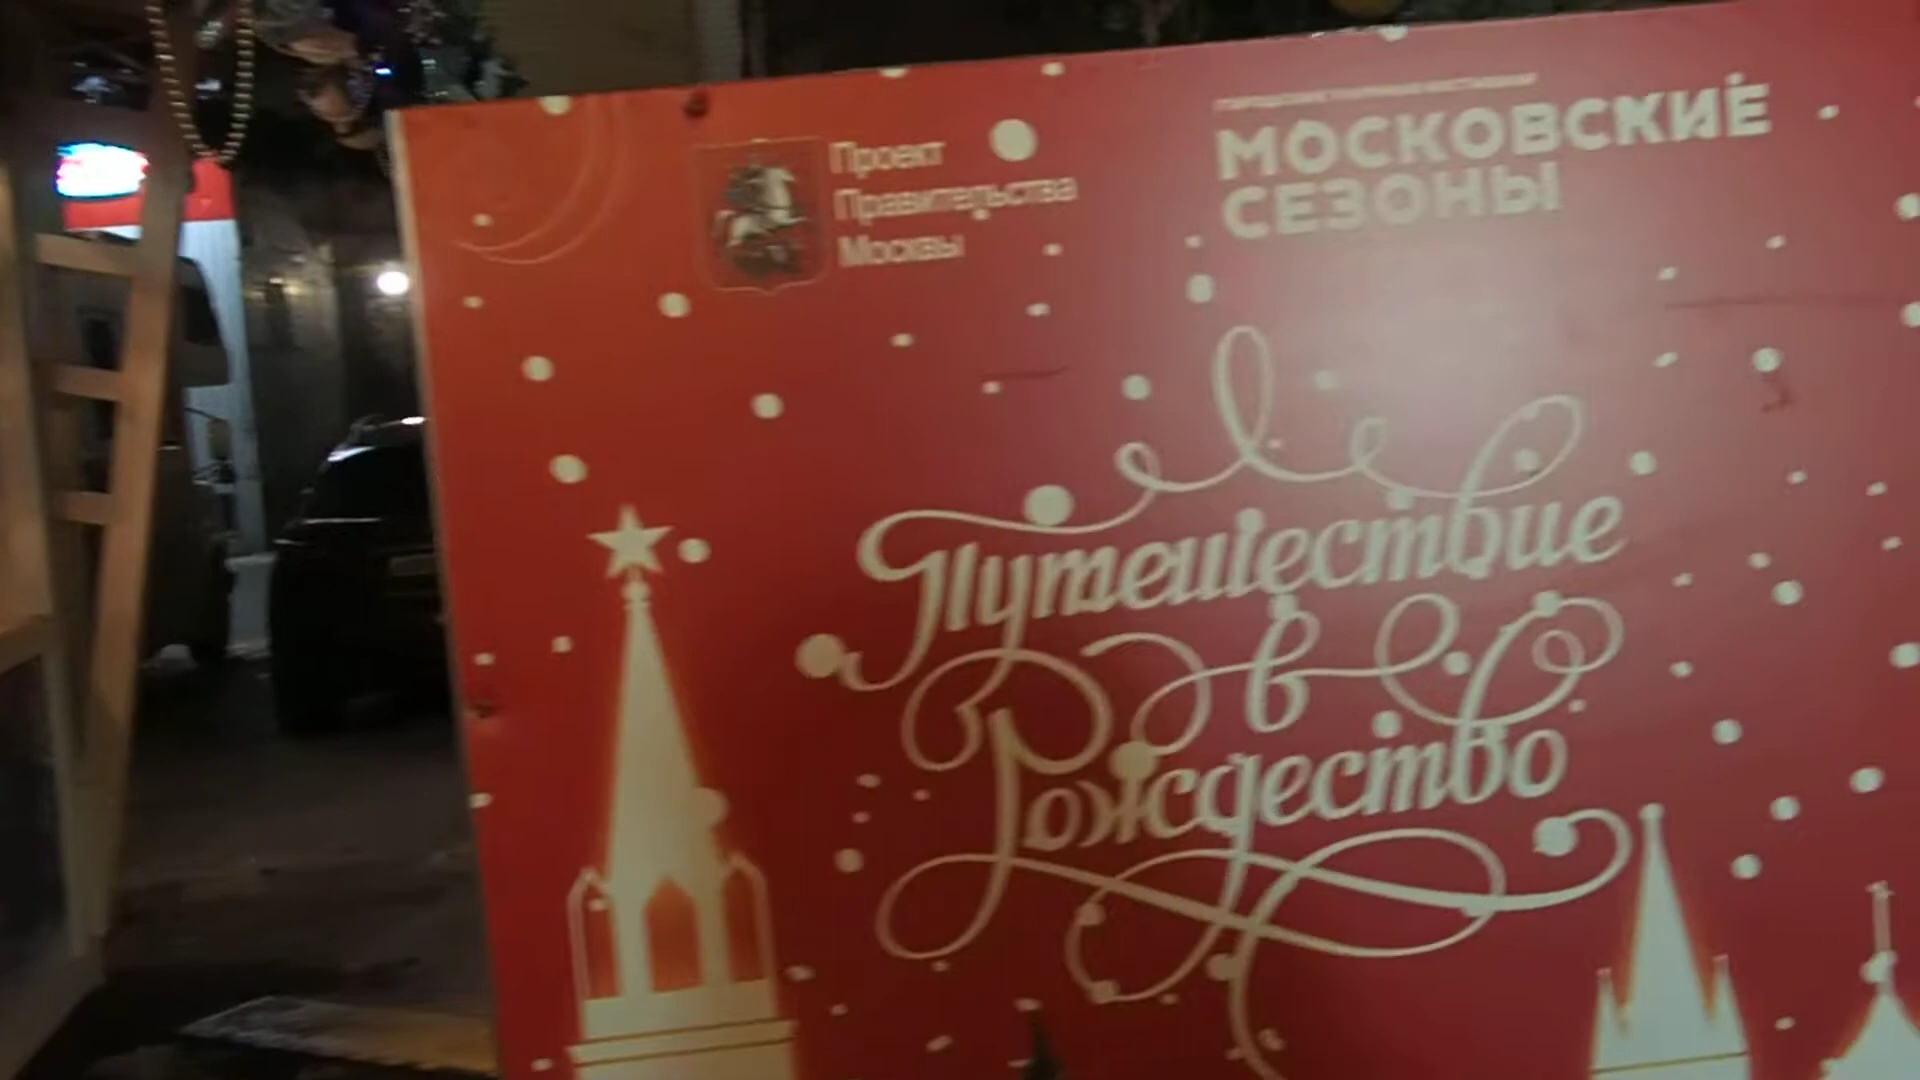 Проект
Правительства
Москвы
МОСКОВСКИЕ
СЕЗОНЫ
Путешествие
в
Рождество